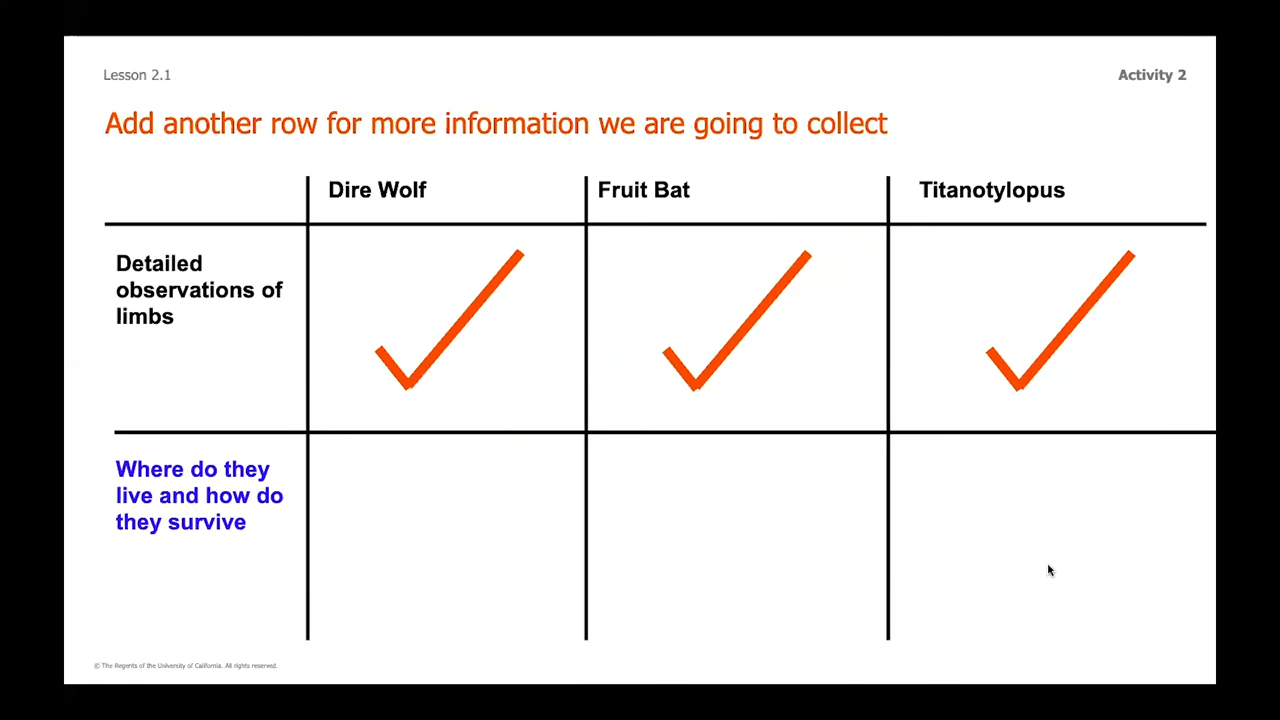 Lesson 2.1
Activity 2
Add another row for more information we are going to collect
Dire Wolf
Fruit Bat
Titanotylopus
Detailed
observations of
limbs
Where do they
live and how do
they survive
© The Regents of the University of California. All rights reserved.